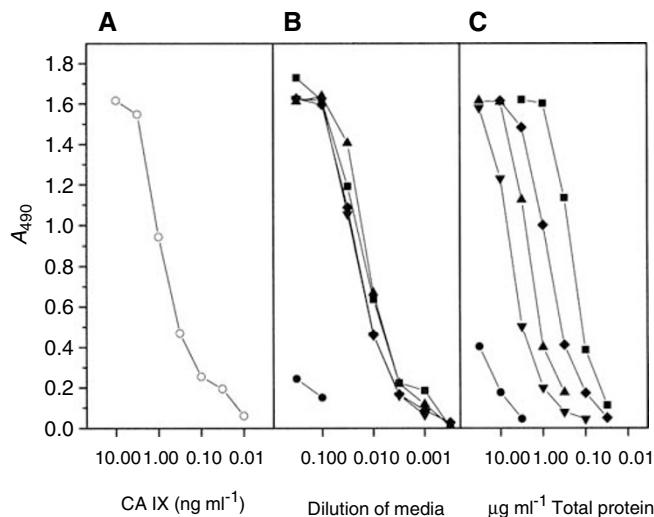 A B C
1.8
1.6
1.4
1.2
1.0
0.8
0.6
0.4
0.2
0.0
A490
10.00 1.00 0.10 0.01
0.100 0.010 0.001
10.00 1.00 0.10 0.01
CA IX (ng ml-1)
Dilution of media
µg ml-1 Total protein